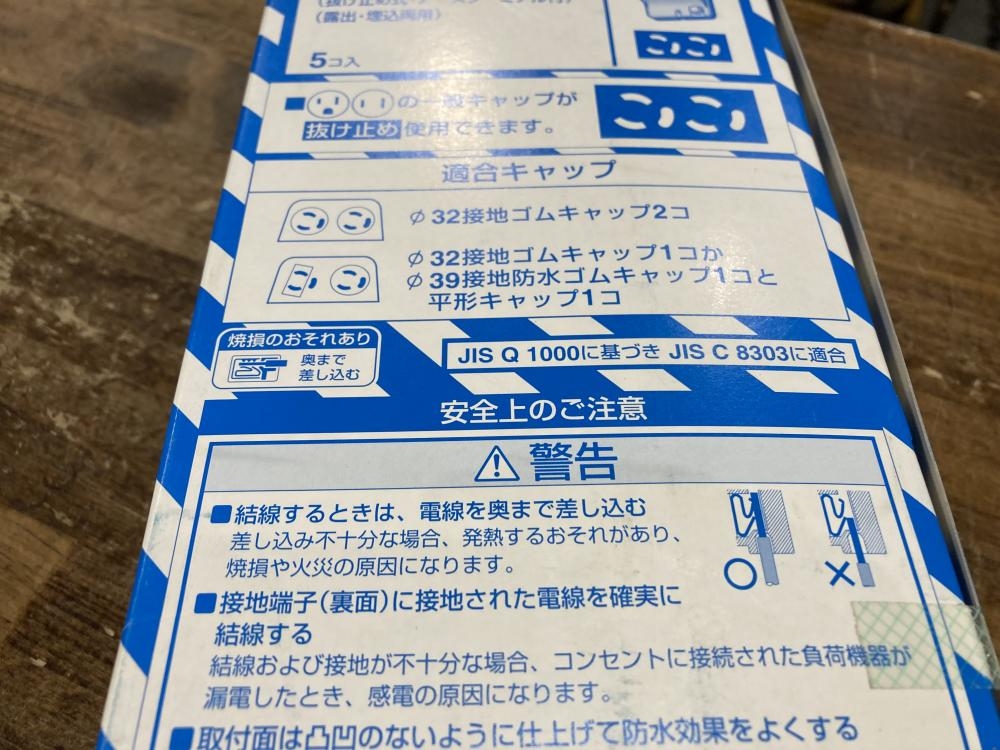 (露出・埋込両用)
5コ入
■の一般キャップが
抜け止め使用できます。
適合キャップ
φ32接地ゴムキャップ2コ
φ32接地ゴムキャップ1コか
φ39接地防水ゴムキャップ1コと
平形キャップ1コ
焼損のおそれあり
奥まで
差し込む
JIS Q 1000に基づき JIS C 8303に適合
安全上のご注意
警告
■結線するときは、電線を奥まで差し込む
差し込み不十分な場合、発熱するおそれがあり、
焼損や火災の原因になります。
■接地端子(裏面)に接地された電線を確実に
結線する
結線および接地が不十分な場合、コンセントに接続された負荷機器が
漏電したとき、感電の原因になります。
■取付面は凸凹のないように仕上げて防水効果をよくする